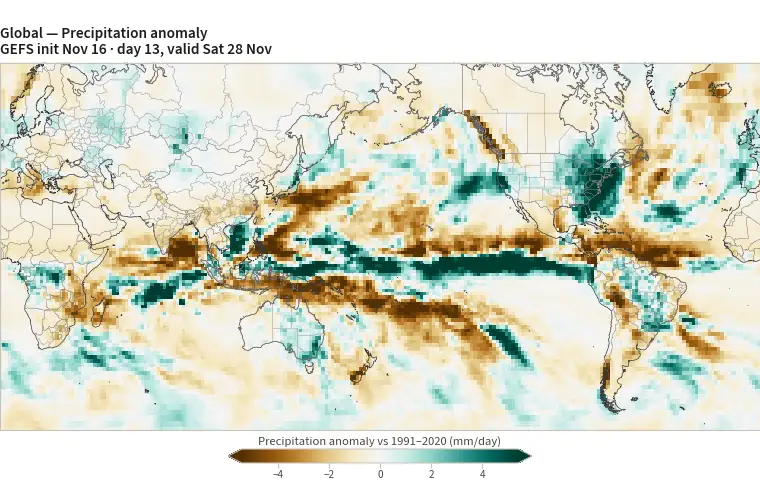 Global — Precipitation anomaly
GEFS init Nov 16 · day 13, valid Sat 28 Nov
Precipitation anomaly vs 1991–2020 (mm/day)
−4 −2 0 2 4